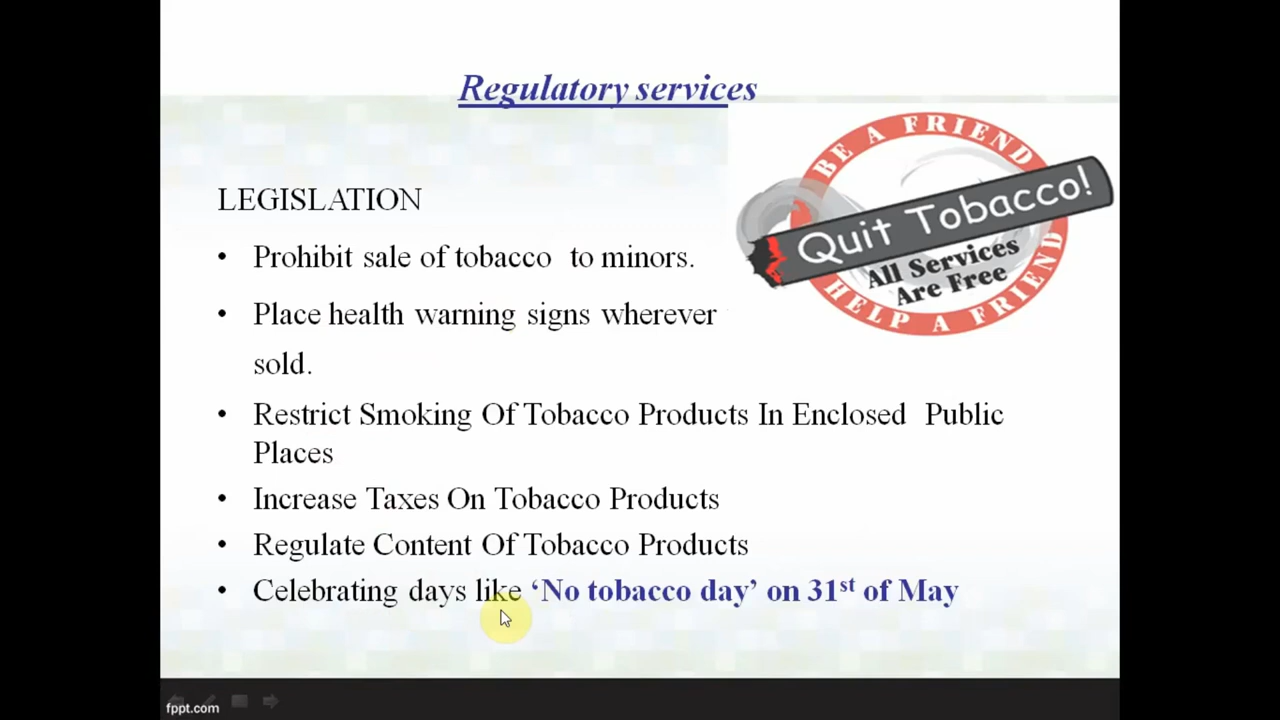 Regulatory services
BE A FRIEND
Quit Tobacco!
All Services
Are Free
HELP A FRIEND
LEGISLATION
• Prohibit sale of tobacco to minors.
• Place health warning signs wherever
sold.
• Restrict Smoking Of Tobacco Products In Enclosed Public
Places
• Increase Taxes On Tobacco Products
• Regulate Content Of Tobacco Products
• Celebrating days like ‘No tobacco day’ on 31st of May
fppt.com